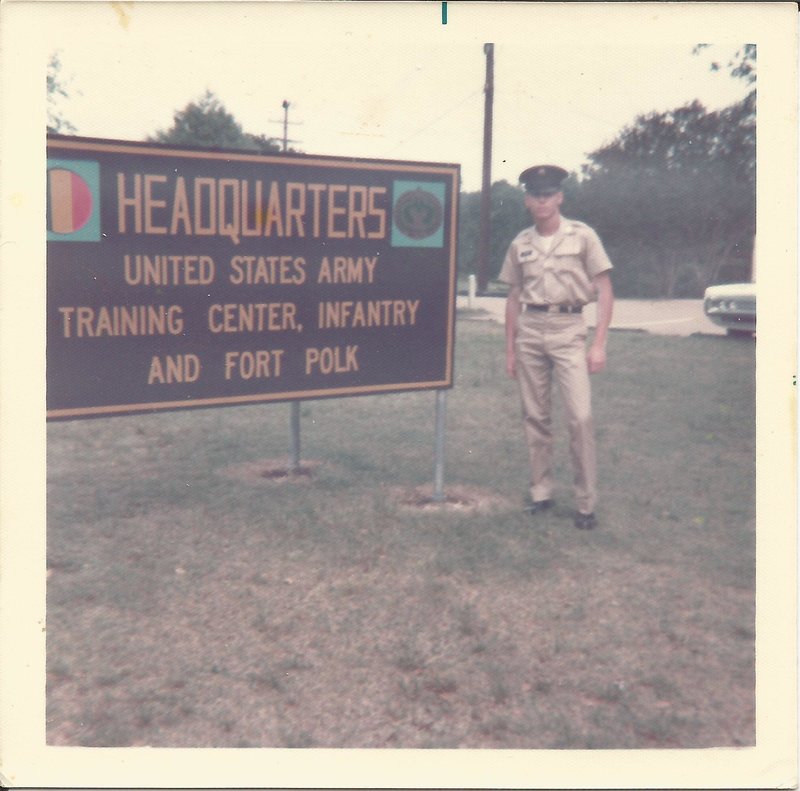 HEADQUARTERS
UNITED STATES ARMY
TRAINING CENTER, INFANTRY
AND FORT POLK